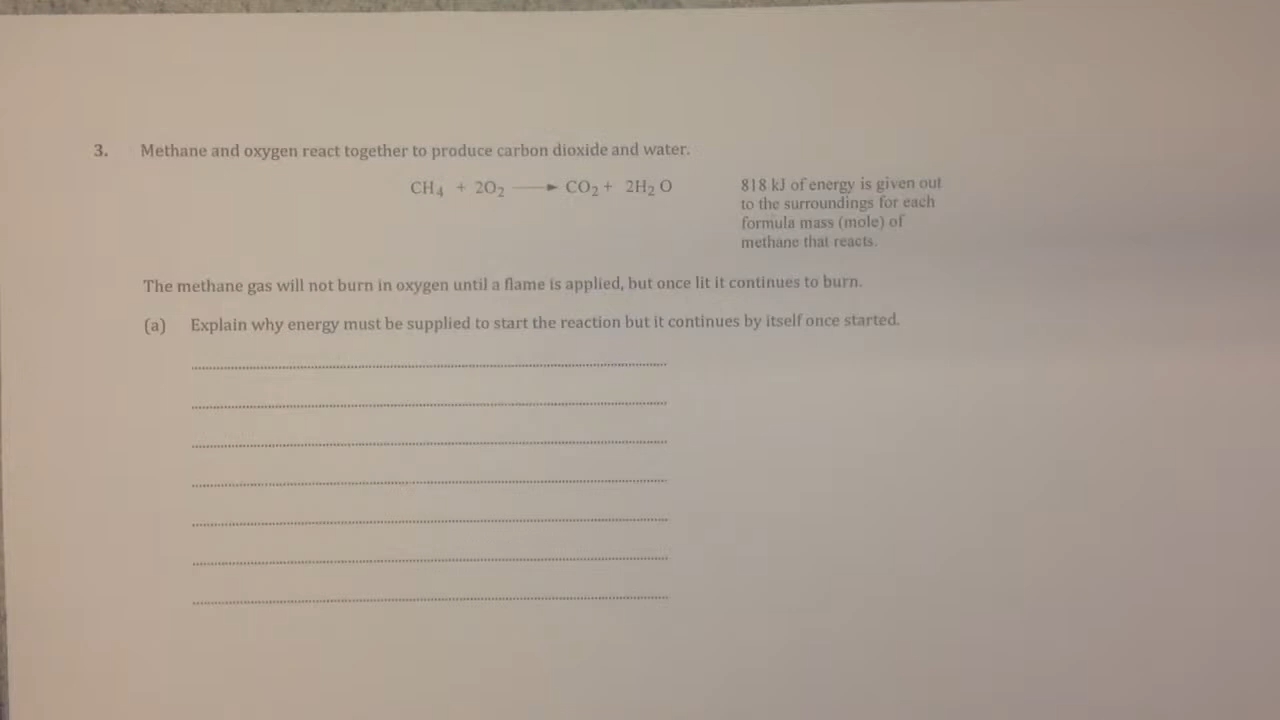 3. Methane and oxygen react together to produce carbon dioxide and water.
CH4 + 2O2 → CO2 + 2H2 O
818 kJ of energy is given out
to the surroundings for each
formula mass (mole) of
methane that reacts.
The methane gas will not burn in oxygen until a flame is applied, but once lit it continues to burn.
(a) Explain why energy must be supplied to start the reaction but it continues by itself once started.